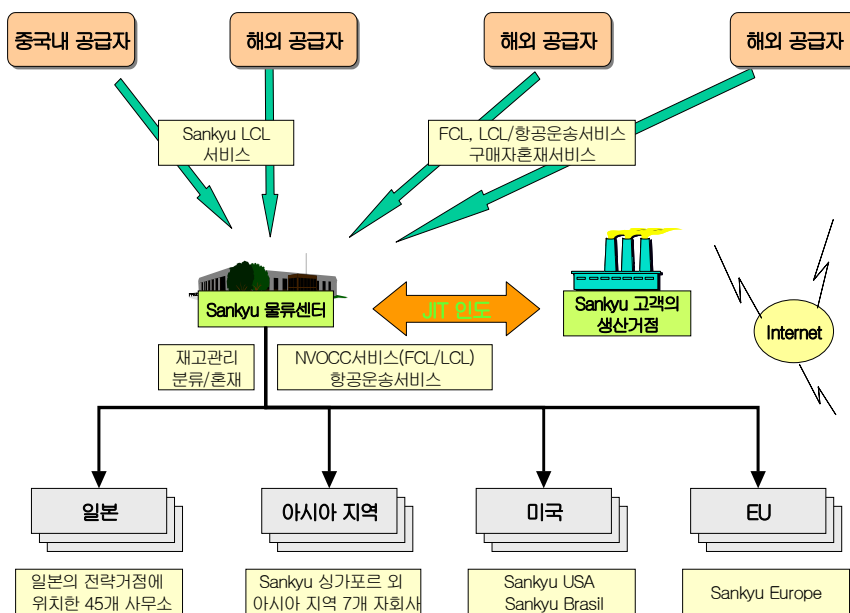 중국내 공급자
해외 공급자
해외 공급자
해외 공급자
Sankyu LCL
서비스
FCL, LCL/항공운송서비스
구매자혼재서비스
Sankyu 물류센터
JIT 인도
Sankyu 고객의
생산거점
Internet
재고관리
분류/혼재
NVOCC서비스(FCL/LCL)
항공운송서비스
일본
아시아 지역
미국
EU
일본의 전략거점에
위치한 45개 사무소
Sankyu 싱가포르 외
아시아 지역 7개 자회사
Sankyu USA
Sankyu Brasil
Sankyu Europe